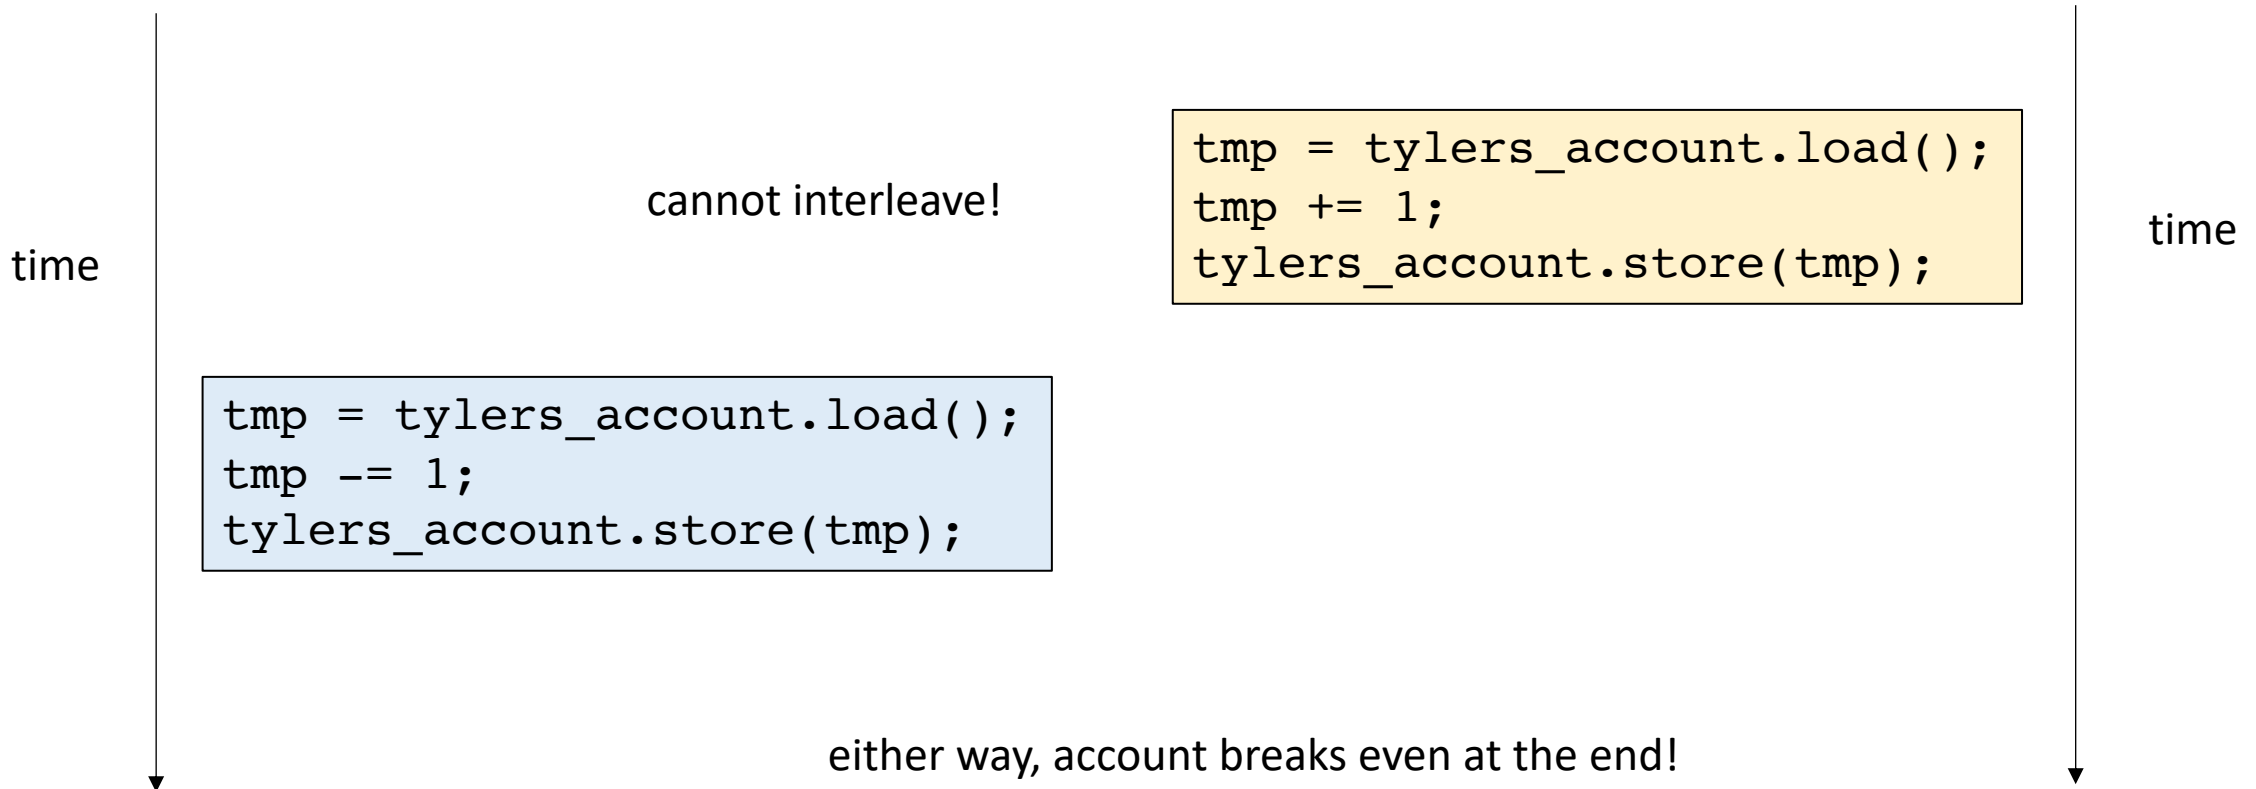 tmp = tylers_account.load();
tmp += 1;
tylers_account.store(tmp);
cannot interleave!
time
time
tmp = tylers_account.load();
tmp -= 1;
tylers_account.store(tmp);
either way, account breaks even at the end!